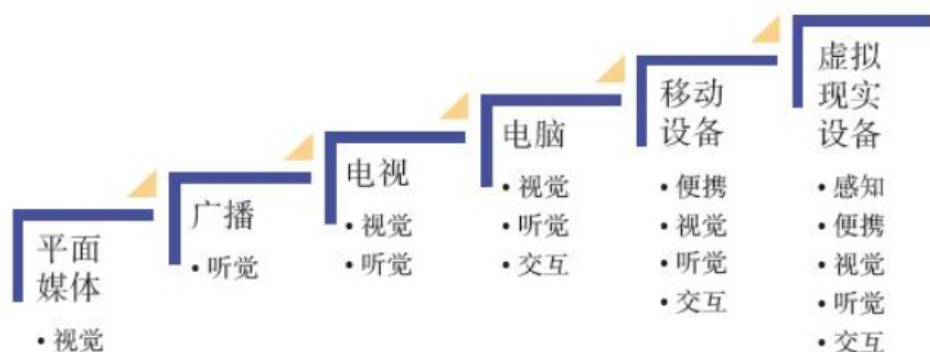 平面
媒体
• 视觉
广播
• 听觉
电视
• 视觉
• 听觉
电脑
• 视觉
• 听觉
• 交互
移动
设备
• 便携
• 视觉
• 听觉
• 交互
虚拟
现实
设备
• 感知
• 便携
• 视觉
• 听觉
• 交互